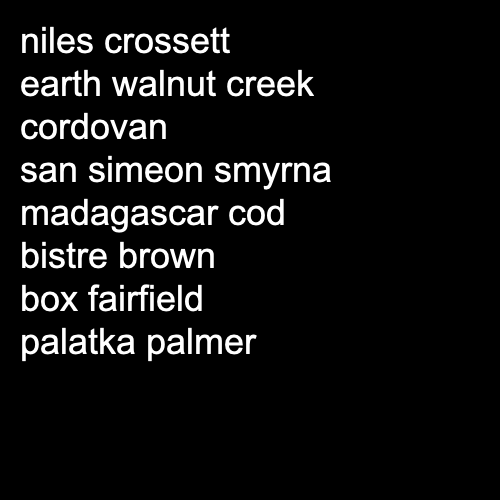 niles crossett
earth walnut creek
cordovan
san simeon smyrna
madagascar cod
bistre brown
box fairfield
palatka palmer